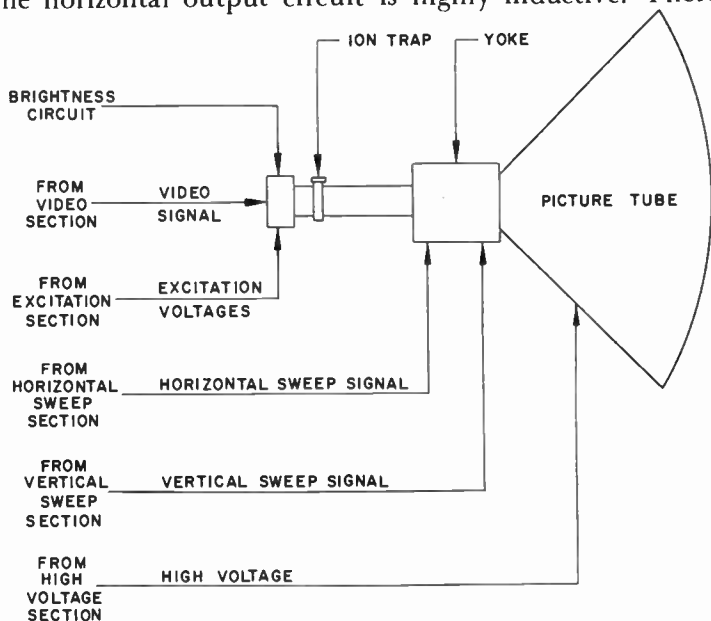 horizontal output circuit is highly inductive.
ION TRAP
YOKE
BRIGHTNESS
CIRCUIT
FROM
VIDEO
SECTION
VIDEO
SIGNAL
PICTURE TUBE
FROM
EXCITATION
SECTION
EXCITATION
VOLTAGES
FROM
HORIZONTAL
SWEEP
SECTION
HORIZONTAL SWEEP SIGNAL
FROM
VERTICAL
SWEEP
SECTION
VERTICAL SWEEP SIGNAL
FROM
HIGH
VOLTAGE
SECTION
HIGH VOLTAGE